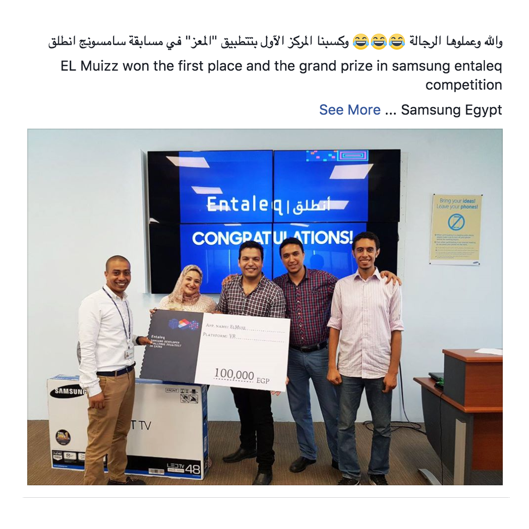 والله وعملوها الرجالة 😂😂😂 وكسبنا المركز الأول بتتطبيق "المعز" في مسابقة سامسونج انطلق
EL Muizz won the first place and the grand prize in samsung entaleq
competition
See More ... Samsung Egypt
Entaleq | انطلق
CONGRATULATIONS!
Bring your ideas!
Leave your phones!
100,000 EGP
SAMSUNG
TV
48